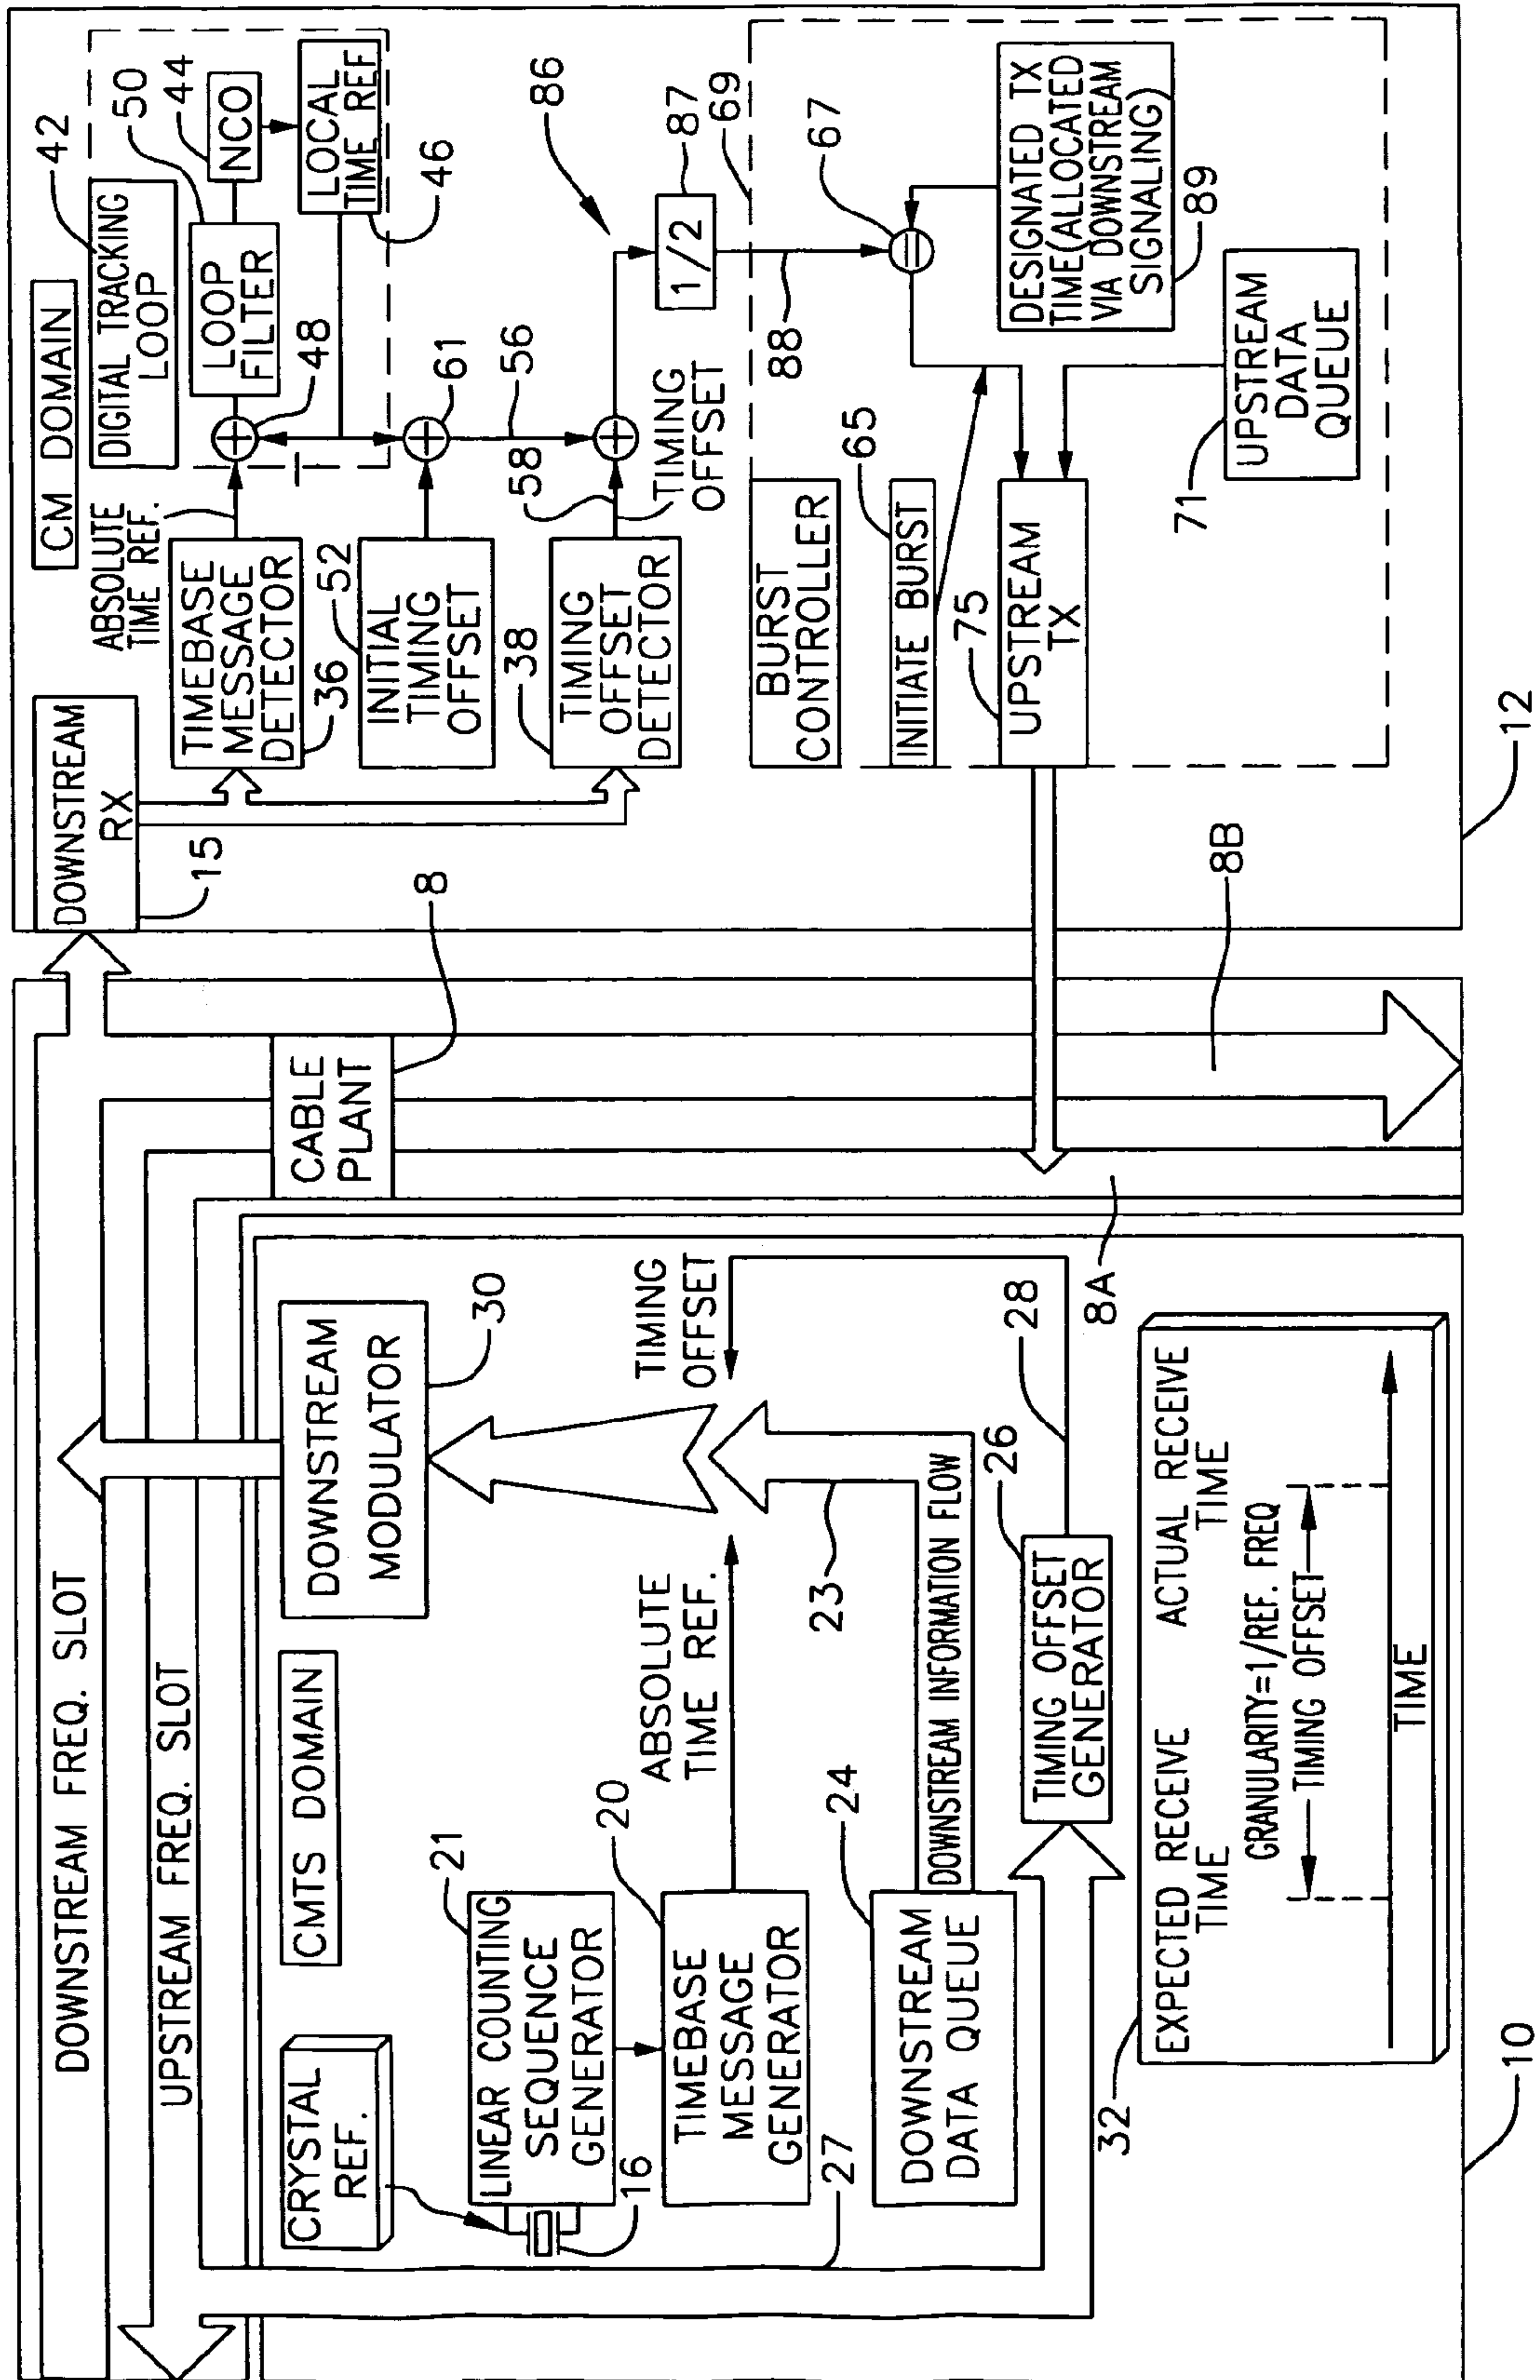 DOWNSTREAM FREQ. SLOT
UPSTREAM FREQ. SLOT
CABLE
PLANT
8
8A
8B
CMTS DOMAIN
CRYSTAL
REF.
16
LINEAR COUNTING
SEQUENCE
GENERATOR
21
TIMEBASE
MESSAGE
GENERATOR
20
ABSOLUTE
TIME REF.
DOWNSTREAM
MODULATOR
30
TIMING
OFFSET
23
DOWNSTREAM
DATA QUEUE
24
DOWNSTREAM INFORMATION FLOW
27
TIMING OFFSET
GENERATOR
26
28
32
EXPECTED RECEIVE
TIME
ACTUAL RECEIVE
TIME
GRANULARITY=1/REF. FREQ
TIMING OFFSET
TIME
10
DOWNSTREAM
RX
15
CM DOMAIN
ABSOLUTE
TIME REF.
TIMEBASE
MESSAGE
DETECTOR
36
DIGITAL TRACKING
LOOP
42
LOOP
FILTER
50
NCO
44
LOCAL
TIME REF
46
48
INITIAL
TIMING
OFFSET
52
61
56
TIMING
OFFSET
DETECTOR
38
58
TIMING
OFFSET
86
1/2
87
88
69
BURST
CONTROLLER
INITIATE BURST
65
67
UPSTREAM
TX
75
DESIGNATED TX
TIME(ALLOCATED
VIA DOWNSTREAM
SIGNALING)
89
UPSTREAM
DATA
QUEUE
71
12